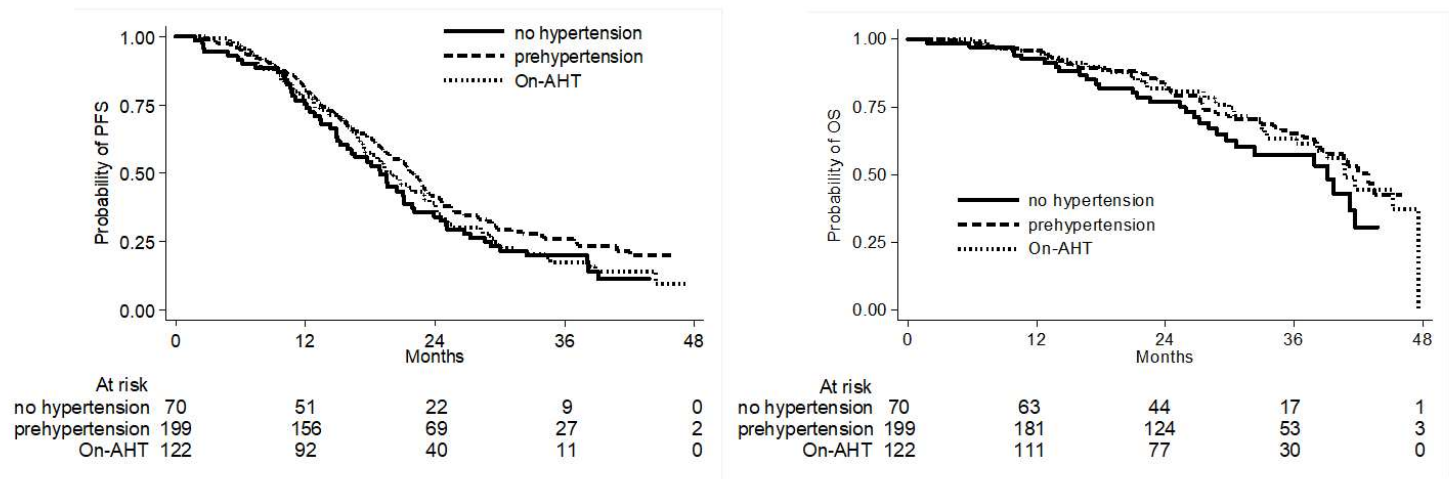 1.00
0.75
0.50
0.25
0.00
Probability of PFS
no hypertension
prehypertension
On-AHT
0 12 24 36 48
Months
At risk
no hypertension 70 51 22 9 0
prehypertension 199 156 69 27 2
On-AHT 122 92 40 11 0
1.00
0.75
0.50
0.25
0.00
Probability of OS
no hypertension
prehypertension
On-AHT
0 12 24 36 48
Months
At risk
no hypertension 70 63 44 17 1
prehypertension 199 181 124 53 3
On-AHT 122 111 77 30 0